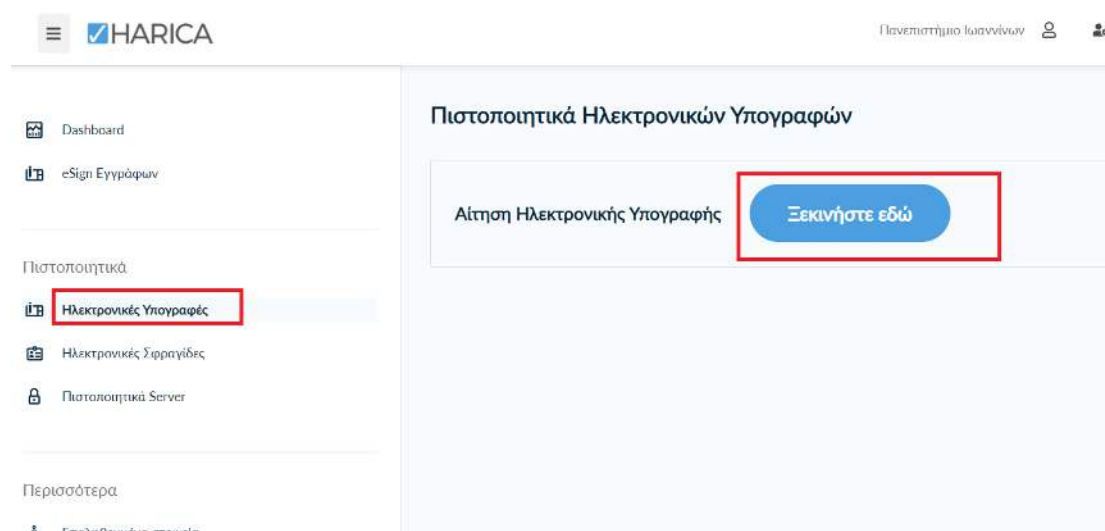 HARICA
Πανεπιστήμιο Ιωαννίνων
Dashboard
eSign Εγγράφων
Πιστοποιητικά
Ηλεκτρονικές Υπογραφές
Ηλεκτρονικές Σφραγίδες
Πιστοποιητικά Server
Περισσότερα
Πιστοποιητικά Ηλεκτρονικών Υπογραφών
Αίτηση Ηλεκτρονικής Υπογραφής
Ξεκινήστε εδώ